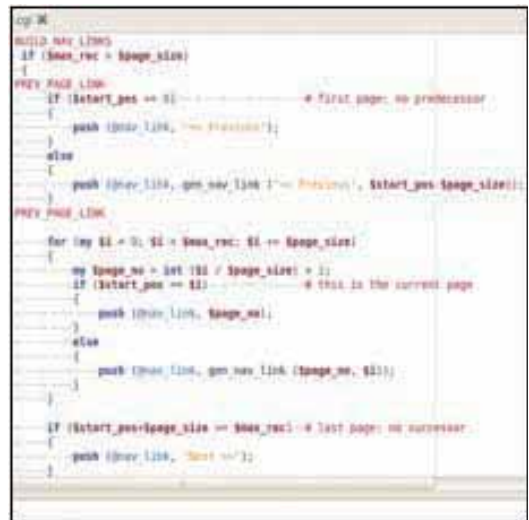 .cgi ✖
BUILD_NAV_LINKS
if ($max_rec > $page_size)
{
PREV_PAGE_LINK
if ($start_pos == 0) # first page: no predecessor
{
push (@nav_link, '<< Previous');
}
else
{
push (@nav_link, gen_nav_link ('<< Previous', $start_pos-$page_size));
}
PREV_PAGE_LINK
for (my $i = 0; $i < $max_rec; $i += $page_size)
{
my $page_no = int ($i / $page_size) + 1;
if ($start_pos == $i) # this is the current page
{
push (@nav_link, $page_no);
}
else
{
push (@nav_link, gen_nav_link ($page_no, $i));
}
}
if ($start_pos+$page_size >= $max_rec) # last page: no successor
{
push (@nav_link, 'Next >>');
}